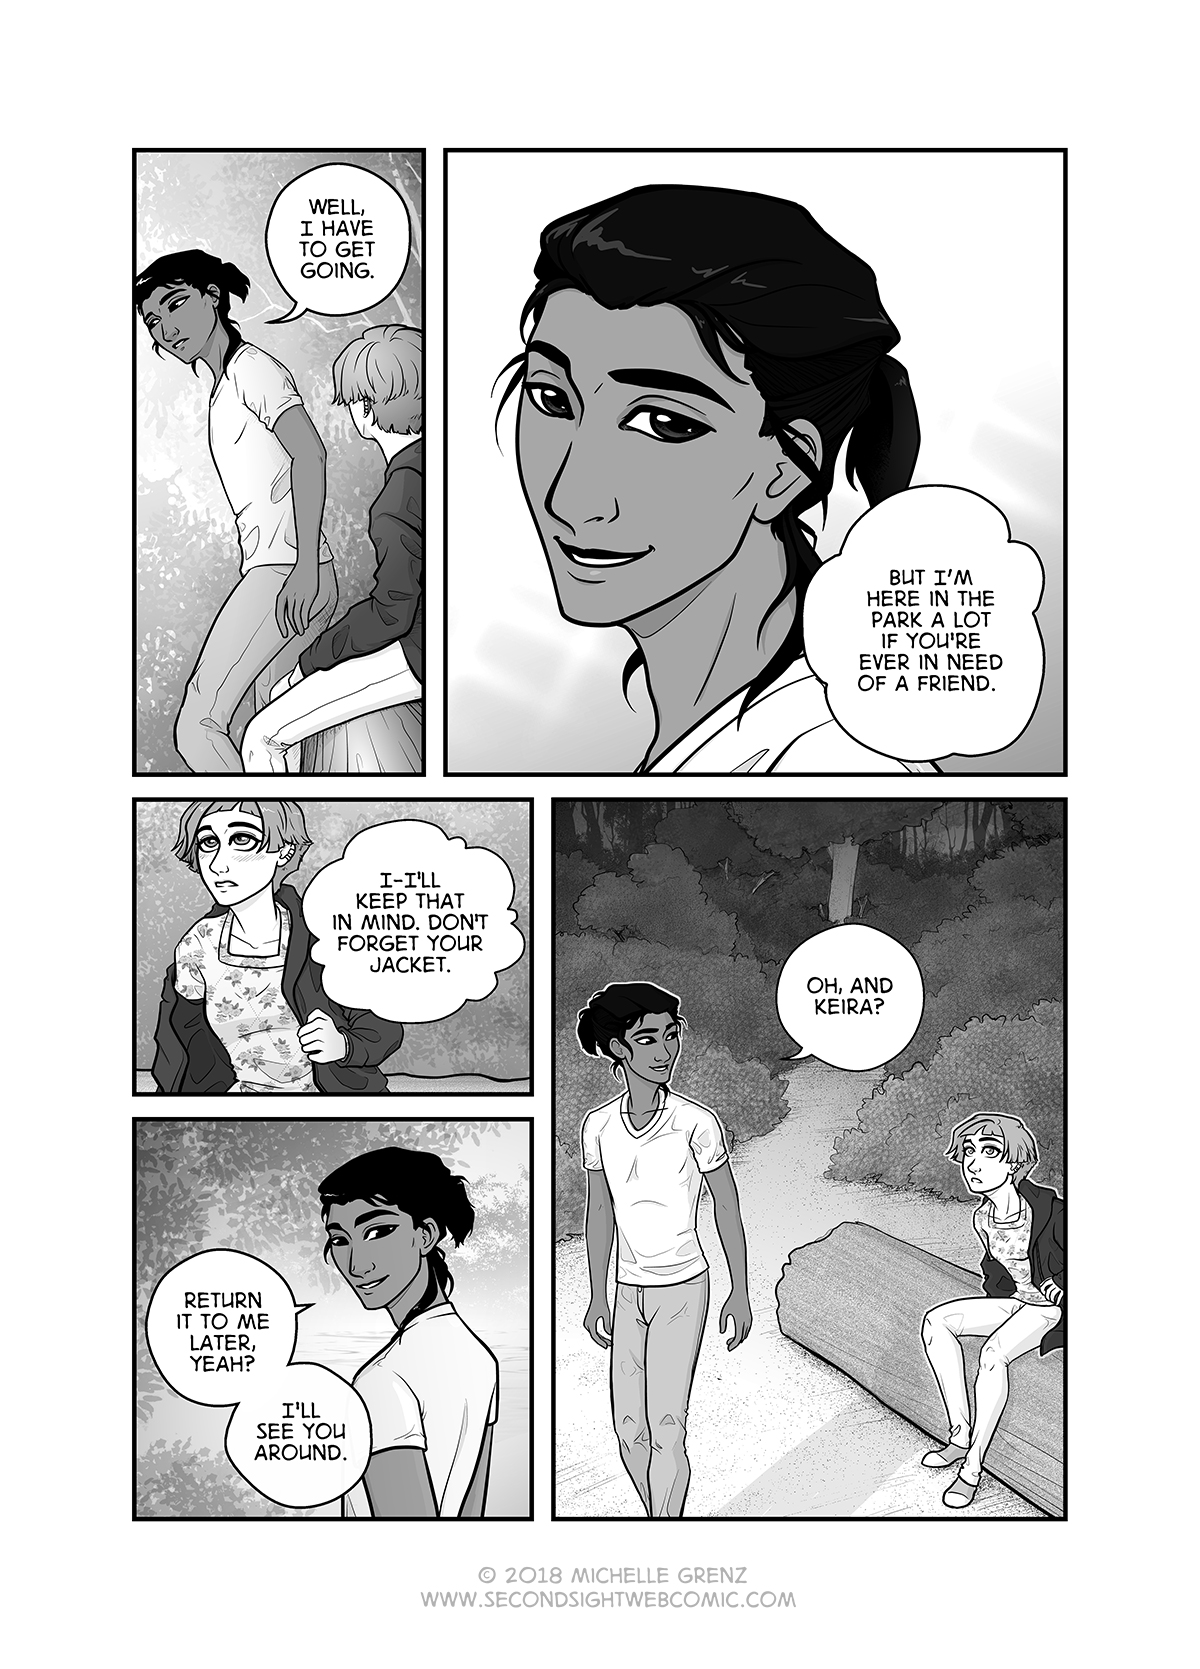 WELL,
I HAVE
TO GET
GOING.
BUT I'M
HERE IN THE
PARK A LOT
IF YOU'RE
EVER IN NEED
OF A FRIEND.
I-I'LL
KEEP THAT
IN MIND. DON'T
FORGET YOUR
JACKET.
RETURN
IT TO ME
LATER,
YEAH?
I'LL
SEE YOU
AROUND.
OH, AND
KEIRA?
© 2018 MICHELLE GRENZ
WWW.SECONDSIGHTWEBCOMIC.COM